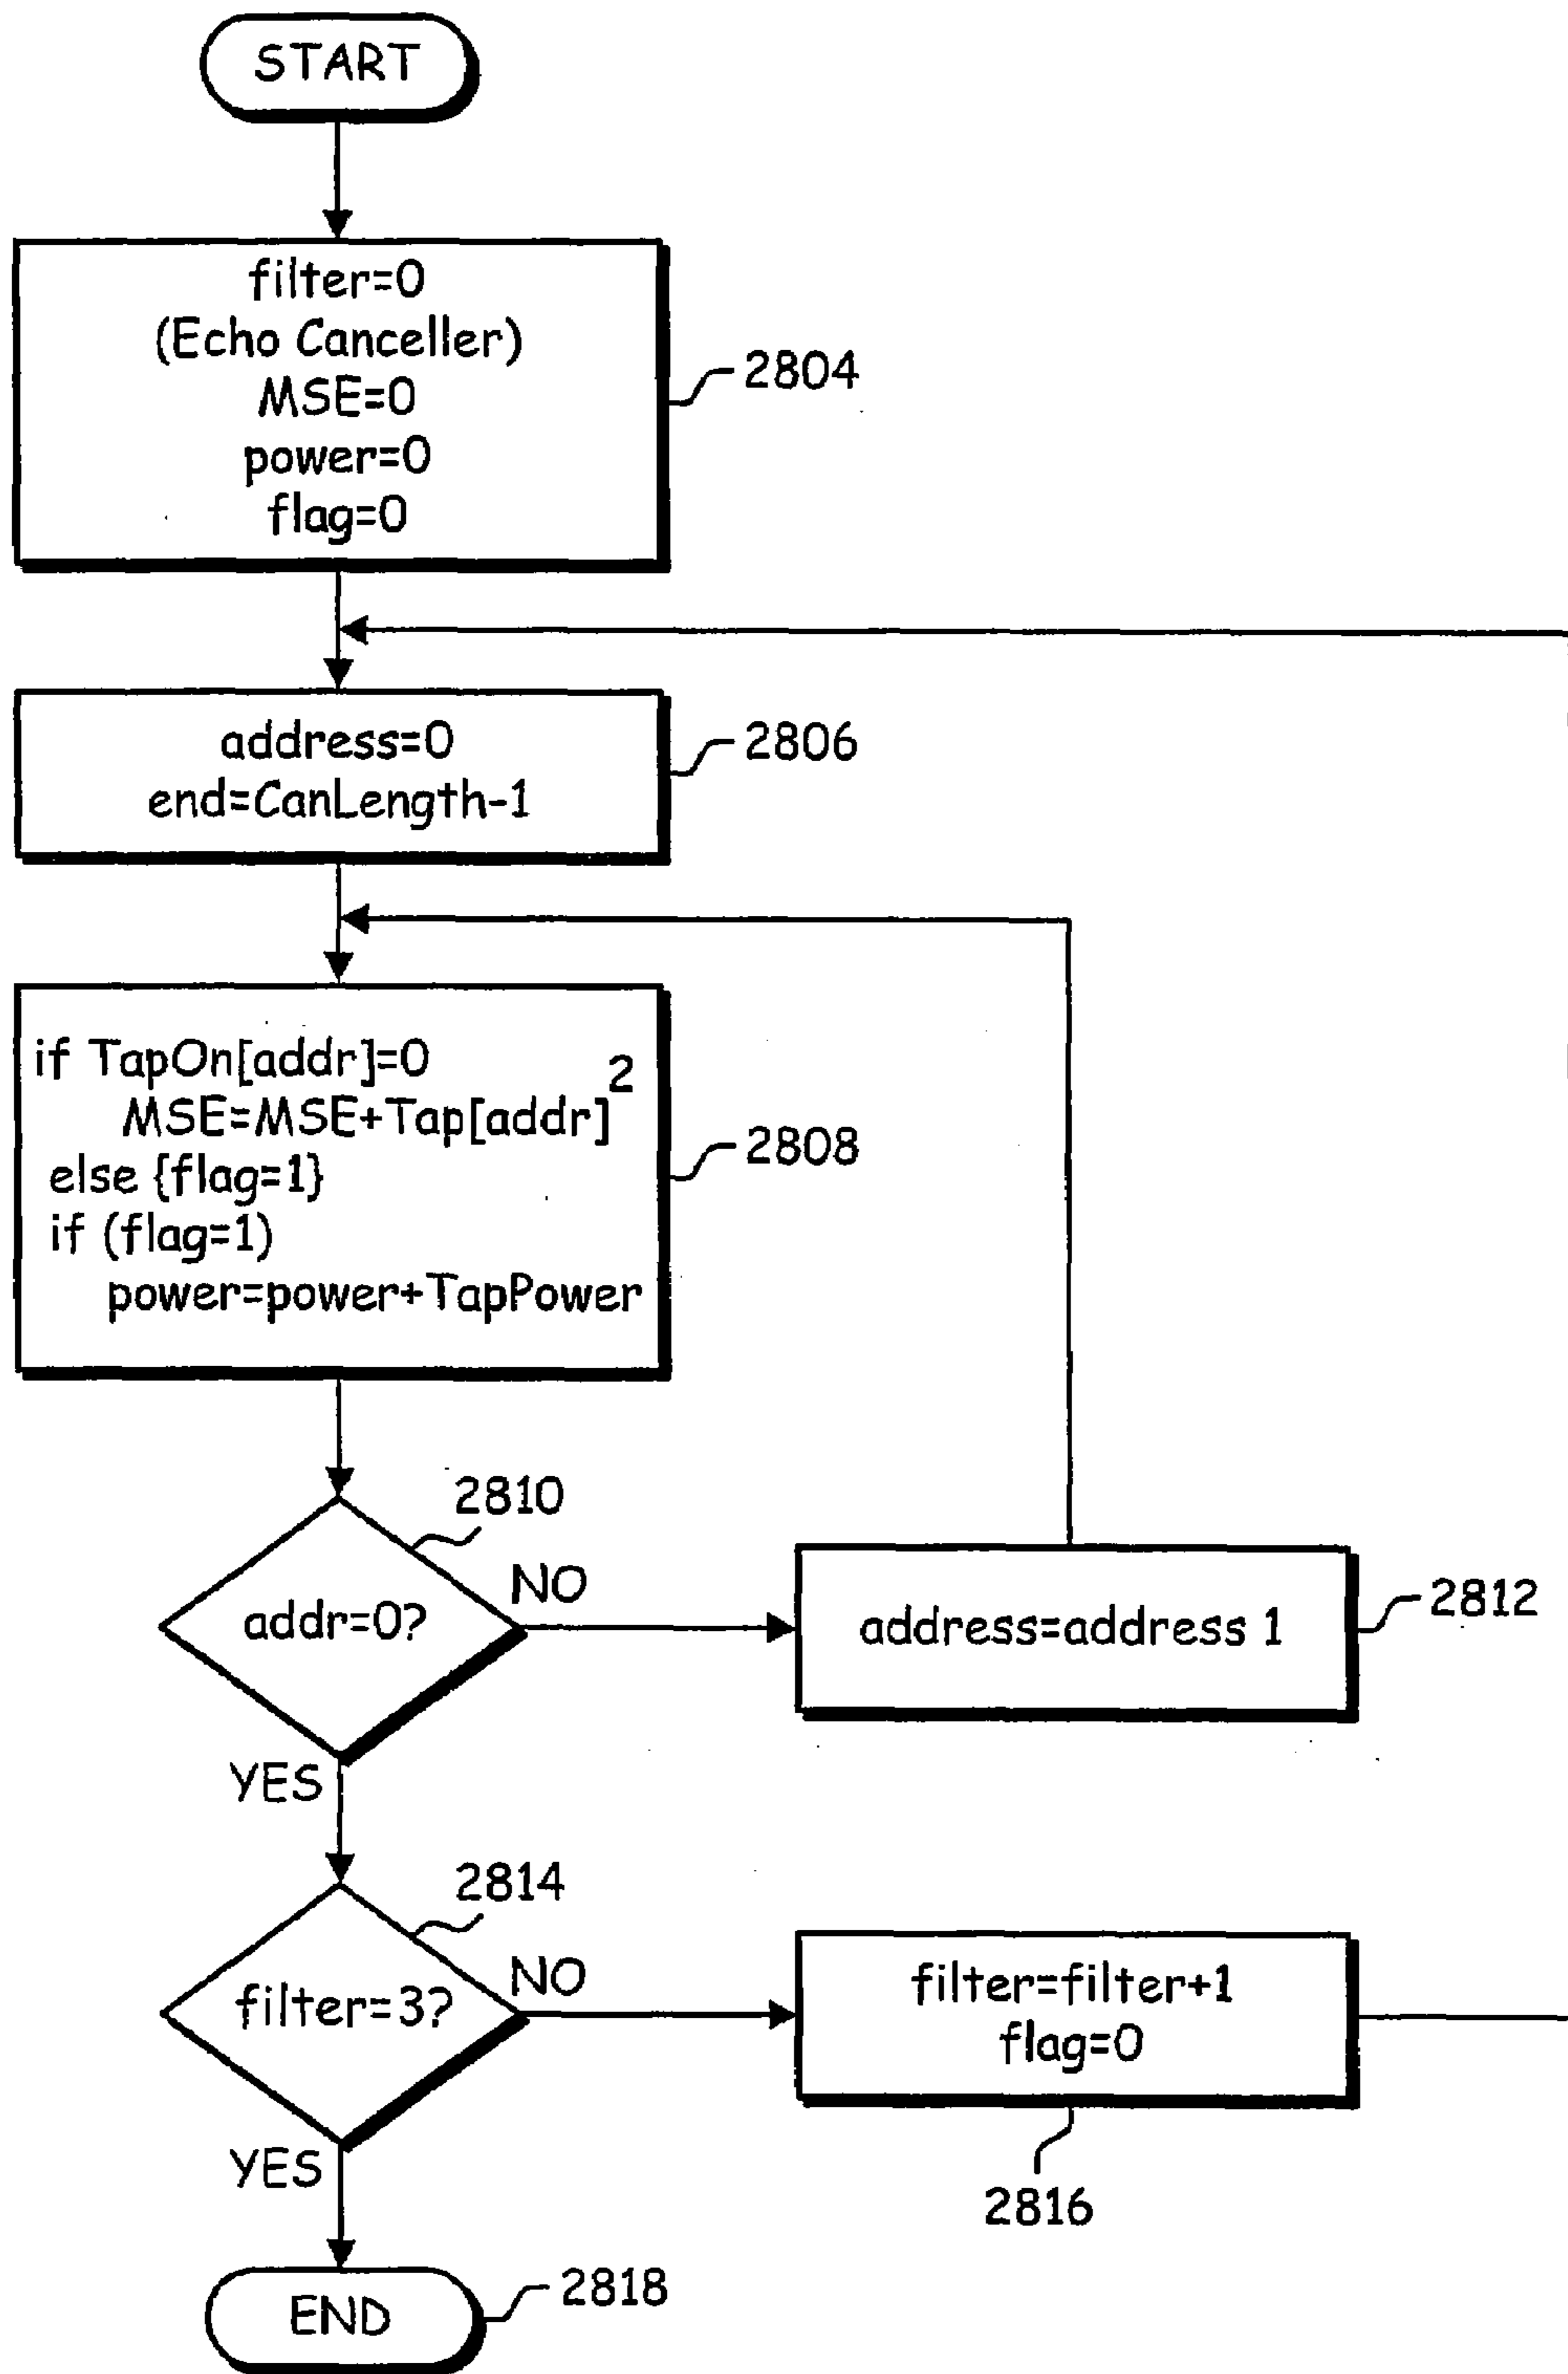 START
filter=0
(Echo Canceller)
MSE=0
power=0
flag=0
2804
address=0
end=CanLength-1
2806
if TapOn[addr]=0
MSE=MSE+Tap[addr]2
else {flag=1}
if (flag=1)
power=power+TapPower
2808
2810
addr=0?
NO
address=address 1
2812
YES
2814
filter=3?
NO
filter=filter+1
flag=0
2816
YES
END
2818